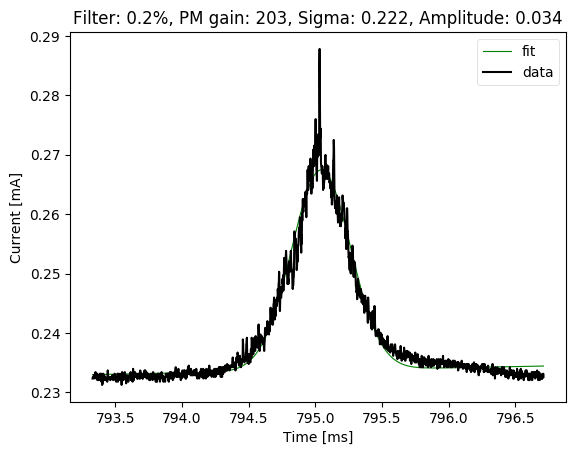 Filter: 0.2%, PM gain: 203, Sigma: 0.222, Amplitude: 0.034
0.29
0.28
0.27
0.26
0.25
0.24
0.23
Current [mA]
fit
data
793.5 794.0 794.5 795.0 795.5 796.0 796.5
Time [ms]